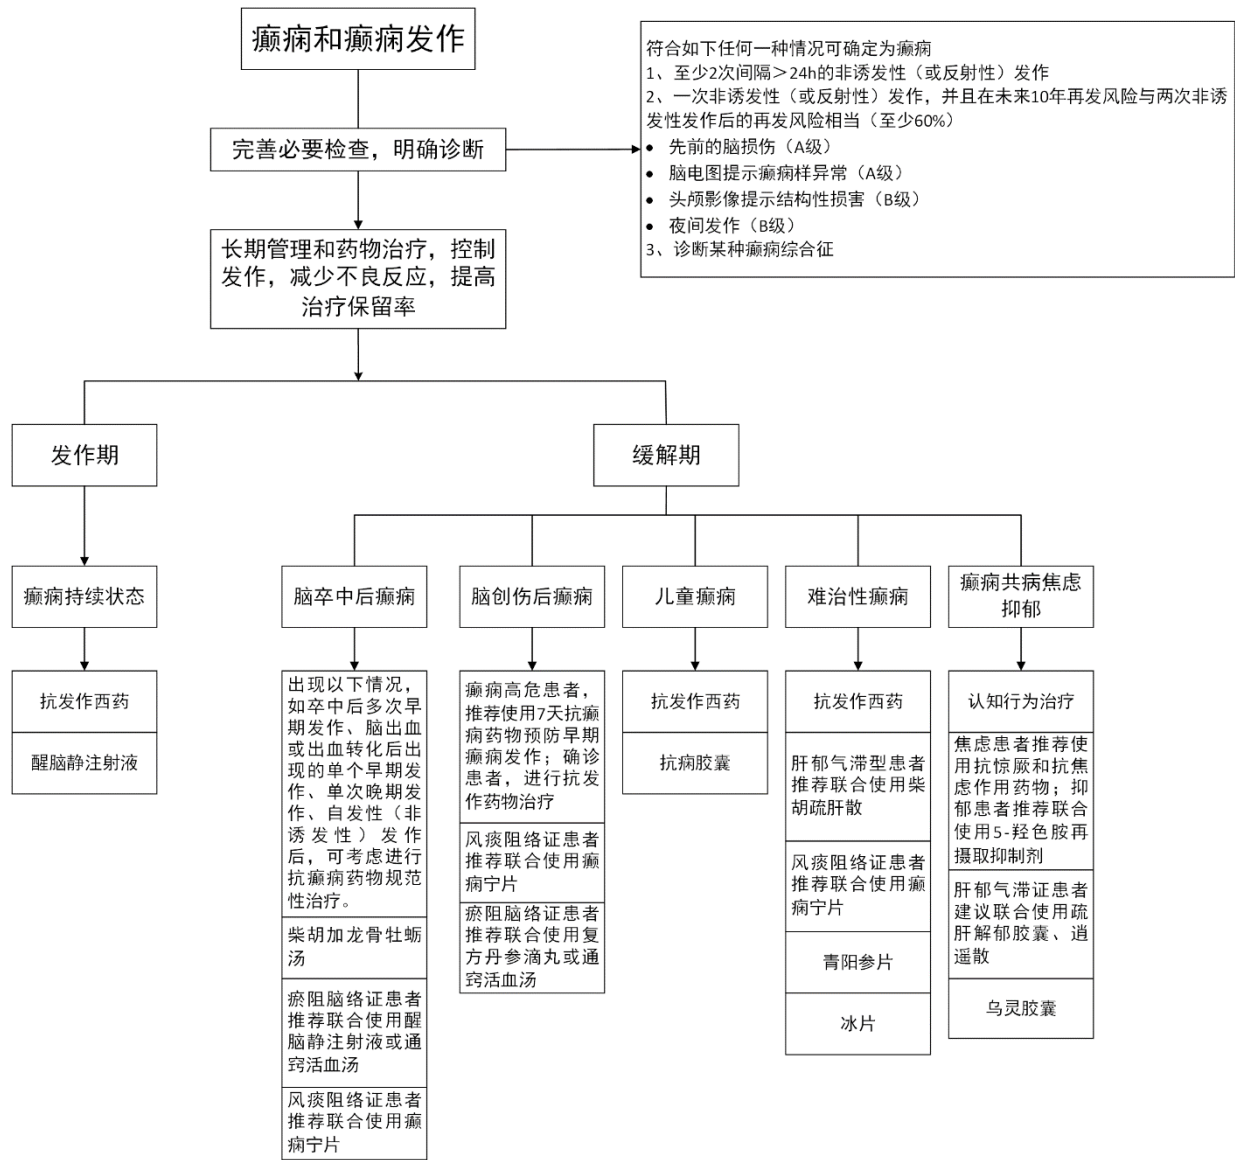 癫痫和癫痫发作
符合如下任何一种情况可确定为癫痫
1、至少2次间隔＞24h的非诱发性（或反射性）发作
2、一次非诱发性（或反射性）发作，并且在未来10年再发风险与两次非诱
发性发作后的再发风险相当（至少60%）
● 先前的脑损伤（A级）
● 脑电图提示癫痫样异常（A级）
● 头颅影像提示结构性损害（B级）
● 夜间发作（B级）
3、诊断某种癫痫综合征
完善必要检查，明确诊断
长期管理和药物治疗，控制
发作，减少不良反应，提高
治疗保留率
发作期
缓解期
癫痫持续状态
抗发作西药
醒脑静注射液
脑卒中后癫痫
出现以下情况，
如卒中后多次早
期发作、脑出血
或出血转化后出
现的单个早期发
作、单次晚期发
作、自发性（非
诱发性）发作
后，可考虑进行
抗癫痫药物规范
性治疗。
柴胡加龙骨牡蛎
汤
瘀阻脑络证患者
推荐联合使用醒
脑静注射液或通
窍活血汤
风痰阻络证患者
推荐联合使用癫
痫宁片
脑创伤后癫痫
癫痫高危患者，
推荐使用7天抗癫
痫药物预防早期
癫痫发作；确诊
患者，进行抗发
作药物治疗
风痰阻络证患者
推荐联合使用癫
痫宁片
瘀阻脑络证患者
推荐联合使用复
方丹参滴丸或通
窍活血汤
儿童癫痫
抗发作西药
抗痫胶囊
难治性癫痫
抗发作西药
肝郁气滞型患者
推荐联合使用柴
胡疏肝散
风痰阻络证患者
推荐联合使用癫
痫宁片
青阳参片
冰片
癫痫共病焦虑
抑郁
认知行为治疗
焦虑患者推荐使
用抗惊厥和抗焦
虑作用药物；抑
郁患者推荐联合
使用5-羟色胺再
摄取抑制剂
肝郁气滞证患者
建议联合使用疏
肝解郁胶囊、逍
遥散
乌灵胶囊